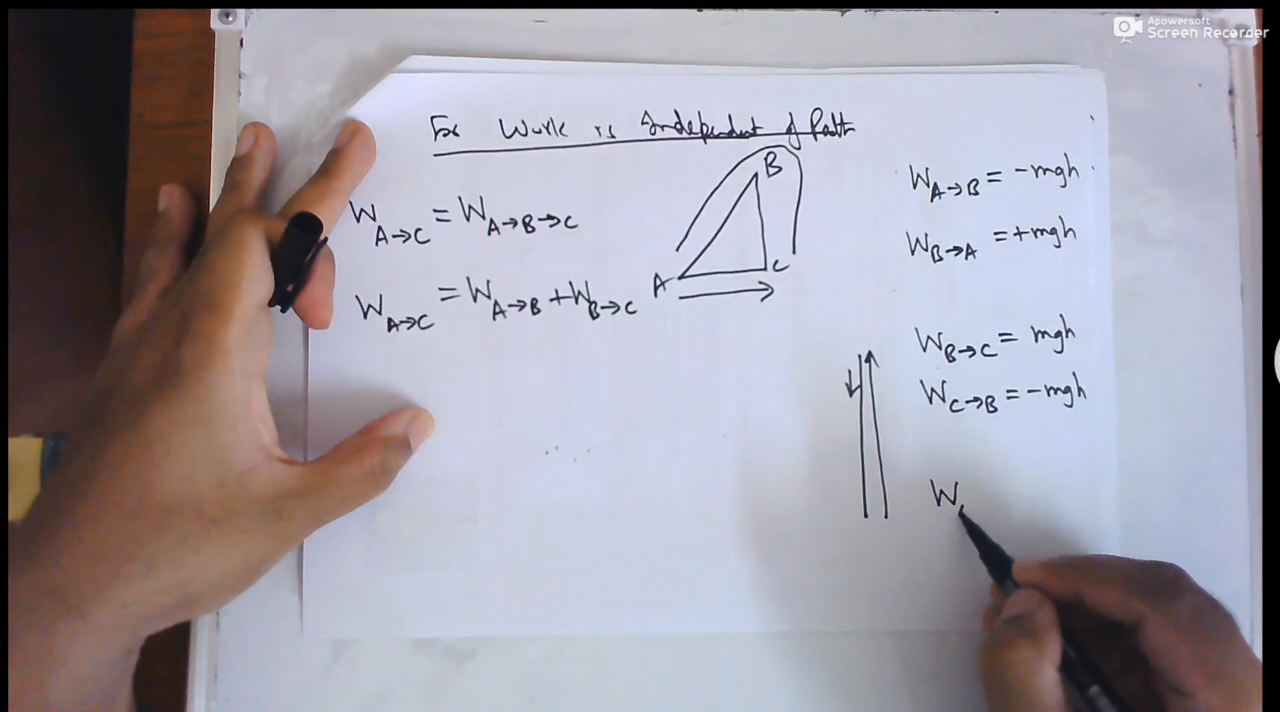 For Work is Independent of Path
W A→C = W A→B→C
W A→C = W A→B + W B→C
B
A
C
W A→B = -mgh
W B→A = +mgh
W B→C = mgh
W C→B = -mgh
W
Apowersoft
Screen Recorder